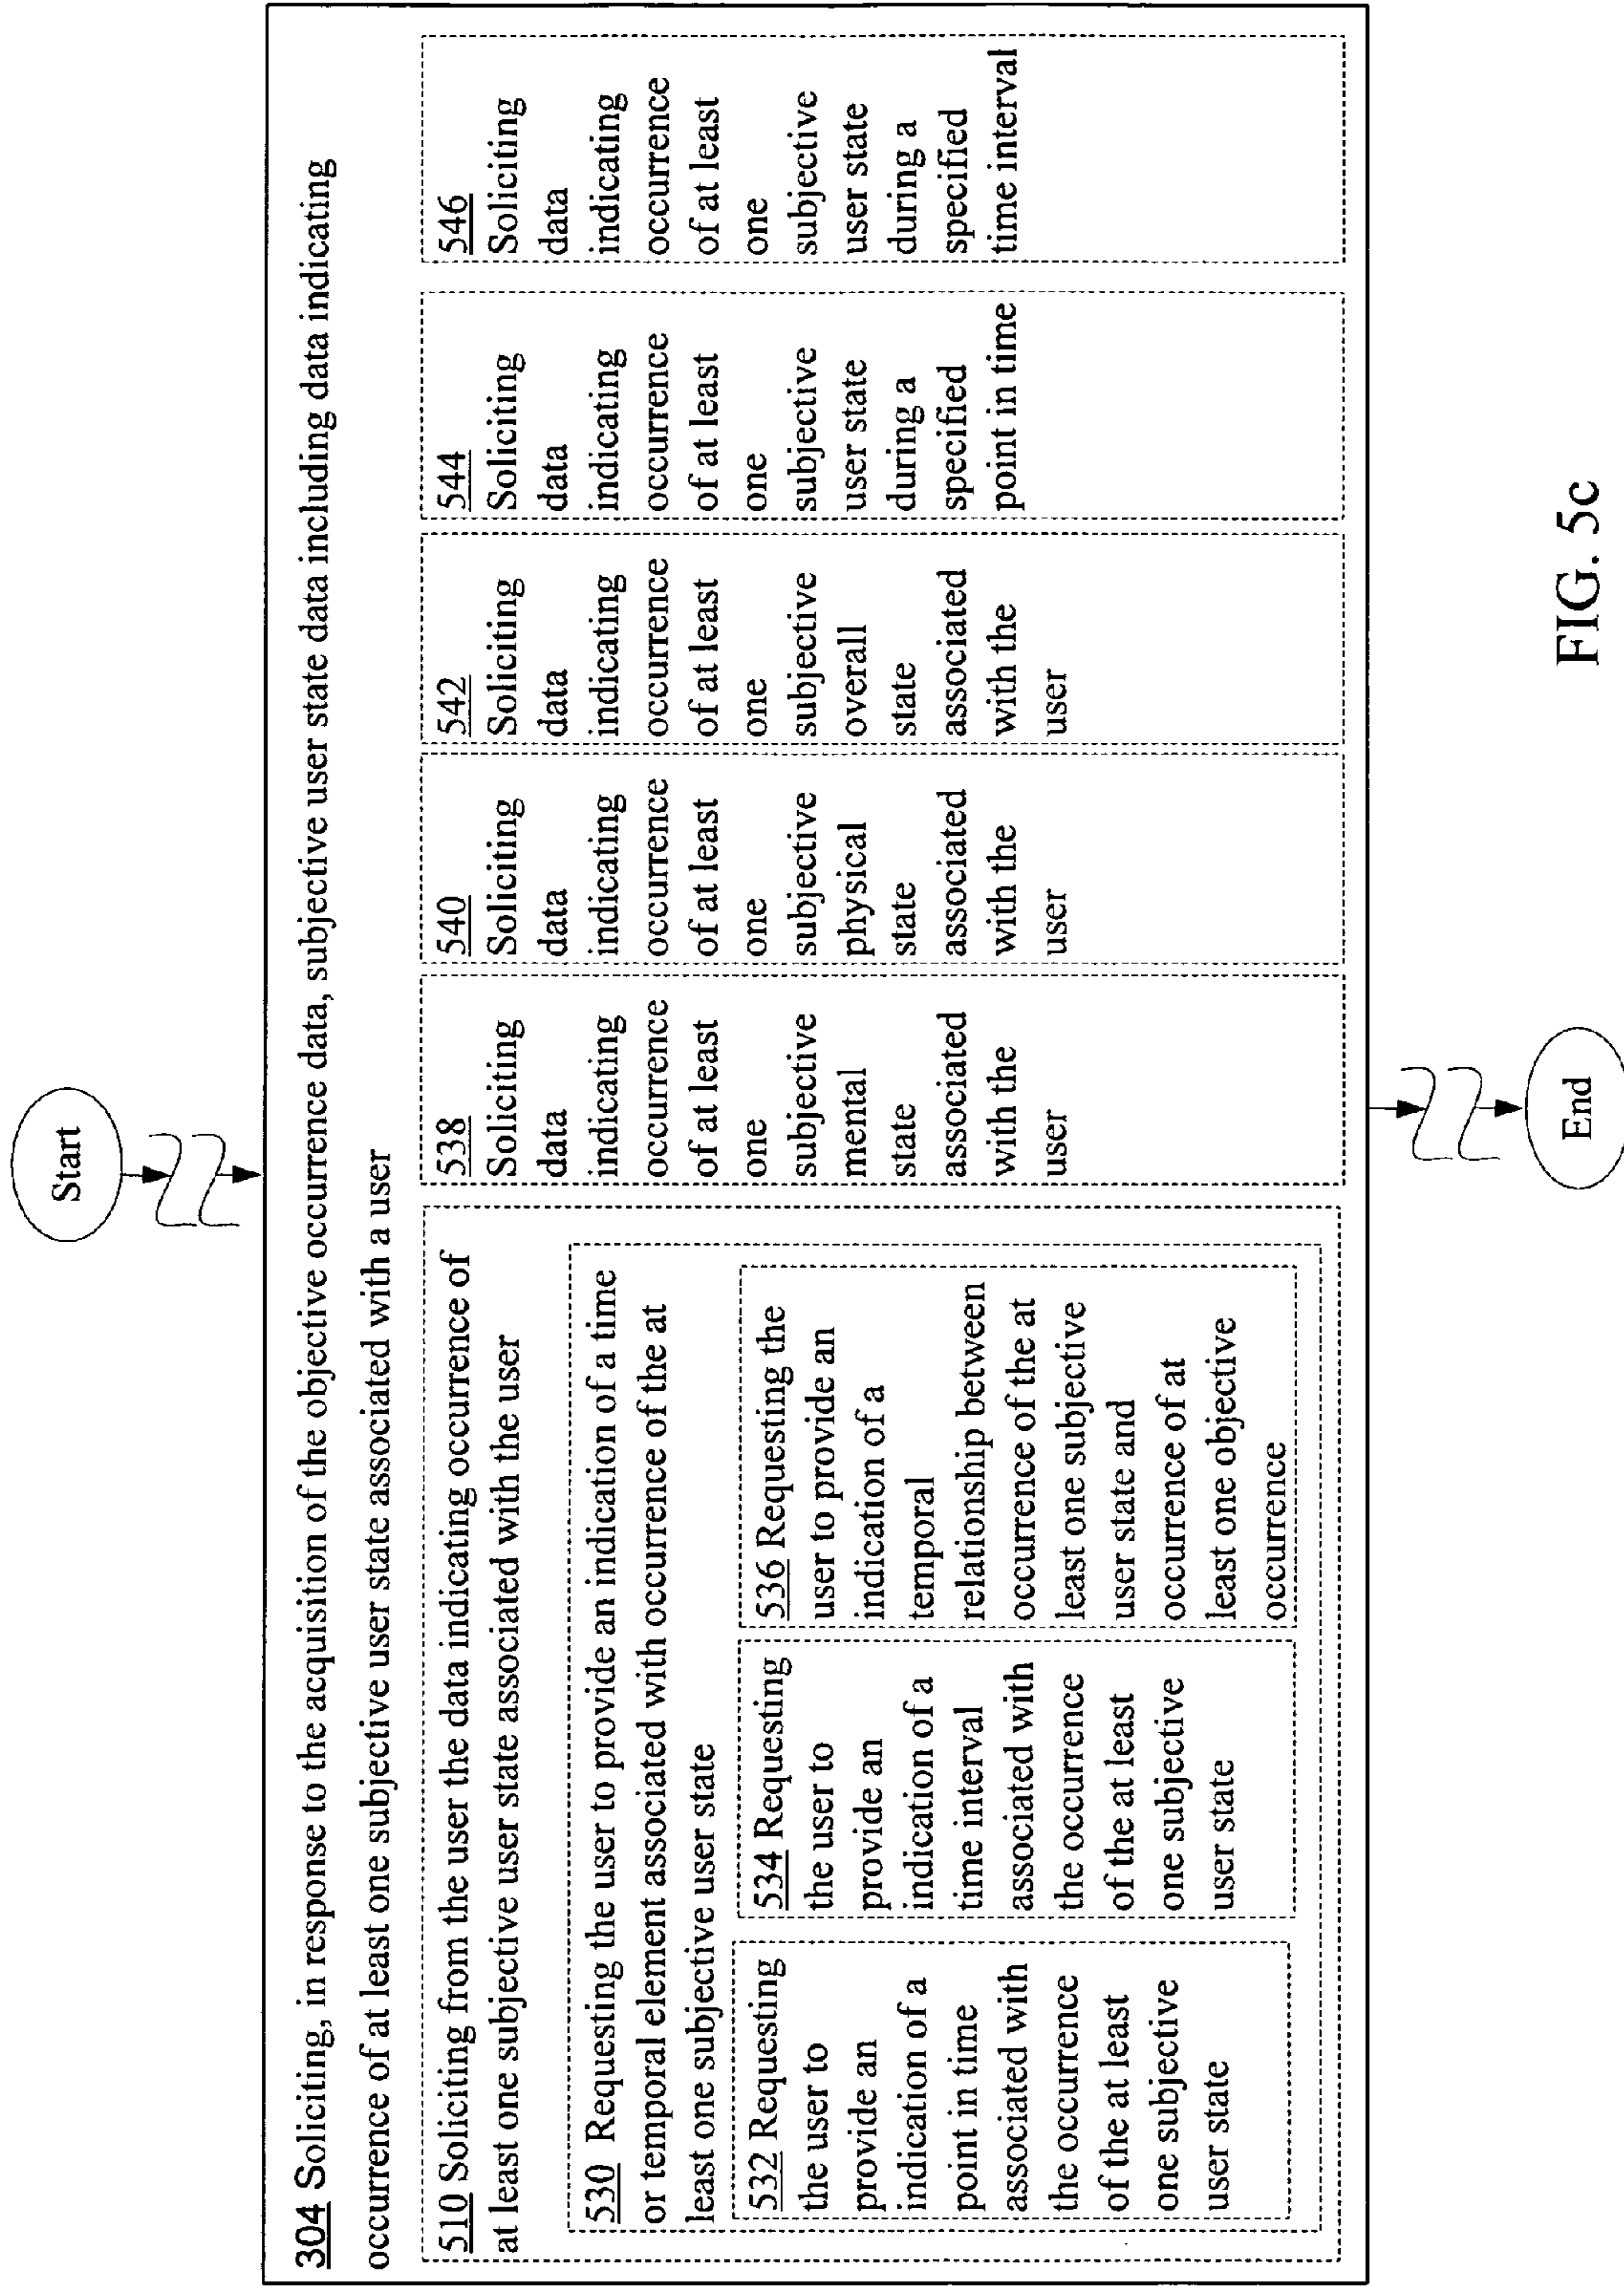 Start
304 Soliciting, in response to the acquisition of the objective occurrence data, subjective user state data including data indicating
occurrence of at least one subjective user state associated with a user
510 Soliciting from the user the data indicating occurrence of
at least one subjective user state associated with the user
530 Requesting the user to provide an indication of a time
or temporal element associated with occurrence of the at
least one subjective user state
532 Requesting
the user to
provide an
indication of a
point in time
associated with
the occurrence
of the at least
one subjective
user state
534 Requesting
the user to
provide an
indication of a
time interval
associated with
the occurrence
of the at least
one subjective
user state
536 Requesting the
user to provide an
indication of a
temporal
relationship between
occurrence of the at
least one subjective
user state and
occurrence of at
least one objective
occurrence
538
Soliciting
data
indicating
occurrence
of at least
one
subjective
mental
state
associated
with the
user
540
Soliciting
data
indicating
occurrence
of at least
one
subjective
physical
state
associated
with the
user
542
Soliciting
data
indicating
occurrence
of at least
one
subjective
overall
state
associated
with the
user
544
Soliciting
data
indicating
occurrence
of at least
one
subjective
user state
during a
specified
point in time
546
Soliciting
data
indicating
occurrence
of at least
one
subjective
user state
during a
specified
time interval
End
FIG. 5c